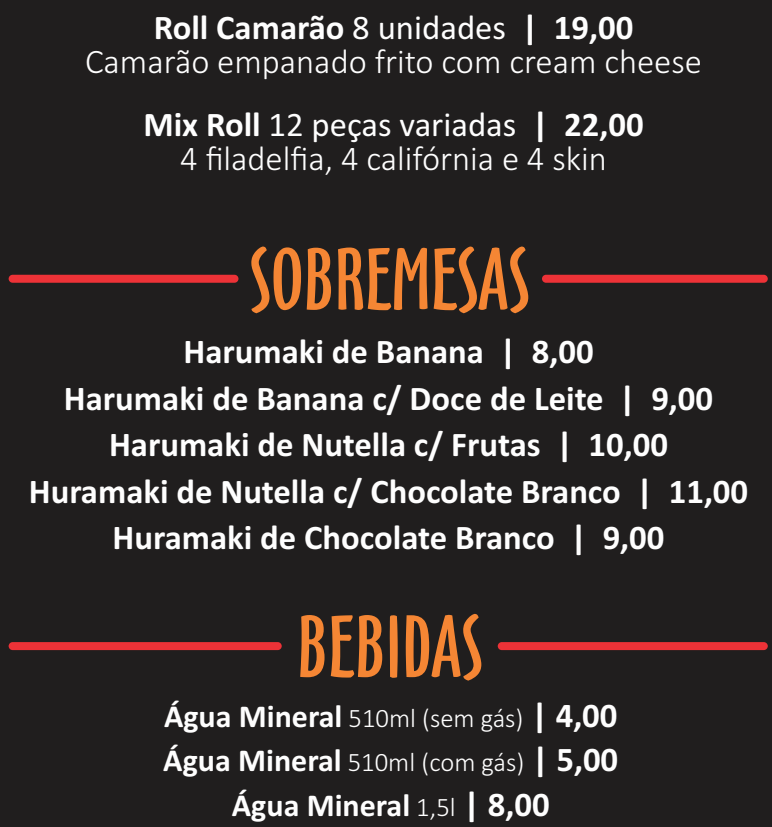 Roll Camarão 8 unidades | 19,00
Camarão empanado frito com cream cheese
Mix Roll 12 peças variadas | 22,00
4 filadelfia, 4 califórnia e 4 skin
SOBREMESAS
Harumaki de Banana | 8,00
Harumaki de Banana c/ Doce de Leite | 9,00
Harumaki de Nutella c/ Frutas | 10,00
Huramaki de Nutella c/ Chocolate Branco | 11,00
Huramaki de Chocolate Branco | 9,00
BEBIDAS
Água Mineral 510ml (sem gás) | 4,00
Água Mineral 510ml (com gás) | 5,00
Água Mineral 1,5l | 8,00